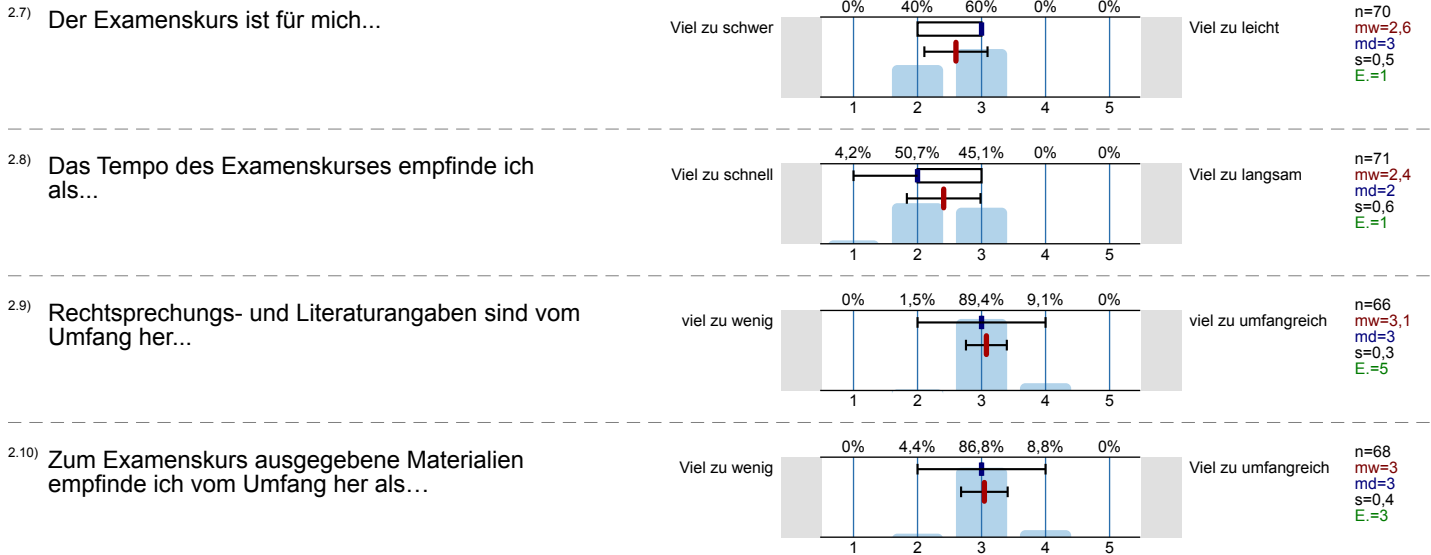 2.7) Der Examenskurs ist für mich...
Viel zu schwer
0% 40% 60% 0% 0%
1 2 3 4 5
Viel zu leicht
n=70
mw=2,6
md=3
s=0,5
E.=1
2.8) Das Tempo des Examenskurses empfinde ich
als...
Viel zu schnell
4,2% 50,7% 45,1% 0% 0%
1 2 3 4 5
Viel zu langsam
n=71
mw=2,4
md=2
s=0,6
E.=1
2.9) Rechtsprechungs- und Literaturangaben sind vom
Umfang her...
viel zu wenig
0% 1,5% 89,4% 9,1% 0%
1 2 3 4 5
viel zu umfangreich
n=66
mw=3,1
md=3
s=0,3
E.=5
2.10) Zum Examenskurs ausgegebene Materialien
empfinde ich vom Umfang her als…
Viel zu wenig
0% 4,4% 86,8% 8,8% 0%
1 2 3 4 5
Viel zu umfangreich
n=68
mw=3
md=3
s=0,4
E.=3